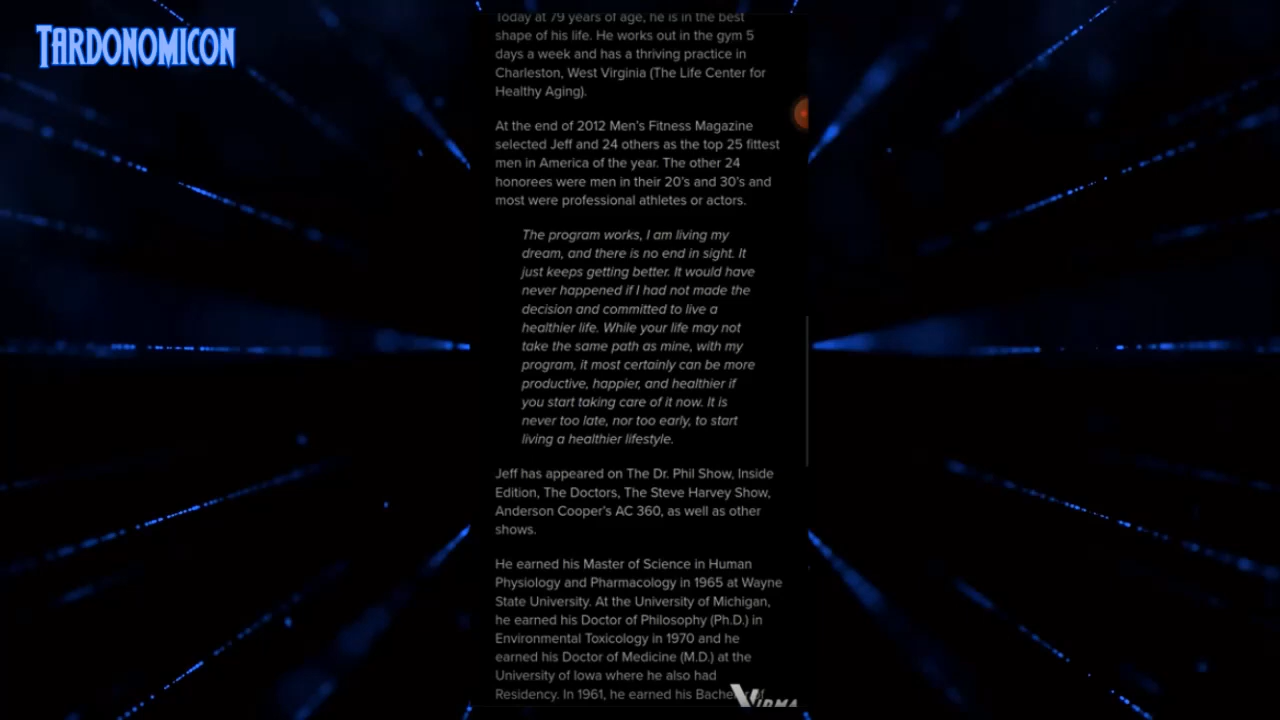 TARDONOMICON
Today at 79 years of age, he is in the best
shape of his life. He works out in the gym 5
days a week and has a thriving practice in
Charleston, West Virginia (The Life Center for
Healthy Aging).
At the end of 2012 Men's Fitness Magazine
selected Jeff and 24 others as the top 25 fittest
men in America of the year. The other 24
honorees were men in their 20's and 30's and
most were professional athletes or actors.
The program works, I am living my
dream, and there is no end in sight. It
just keeps getting better. It would have
never happened if I had not made the
decision and committed to live a
healthier life. While your life may not
take the same path as mine, with my
program, it most certainly can be more
productive, happier, and healthier if
you start taking care of it now. It is
never too late, nor too early, to start
living a healthier lifestyle.
Jeff has appeared on The Dr. Phil Show, Inside
Edition, The Doctors, The Steve Harvey Show,
Anderson Cooper's AC 360, as well as other
shows.
He earned his Master of Science in Human
Physiology and Pharmacology in 1965 at Wayne
State University. At the University of Michigan,
he earned his Doctor of Philosophy (Ph.D.) in
Environmental Toxicology in 1970 and he
earned his Doctor of Medicine (M.D.) at the
University of Iowa where he also had
Residency. In 1961, he earned his of